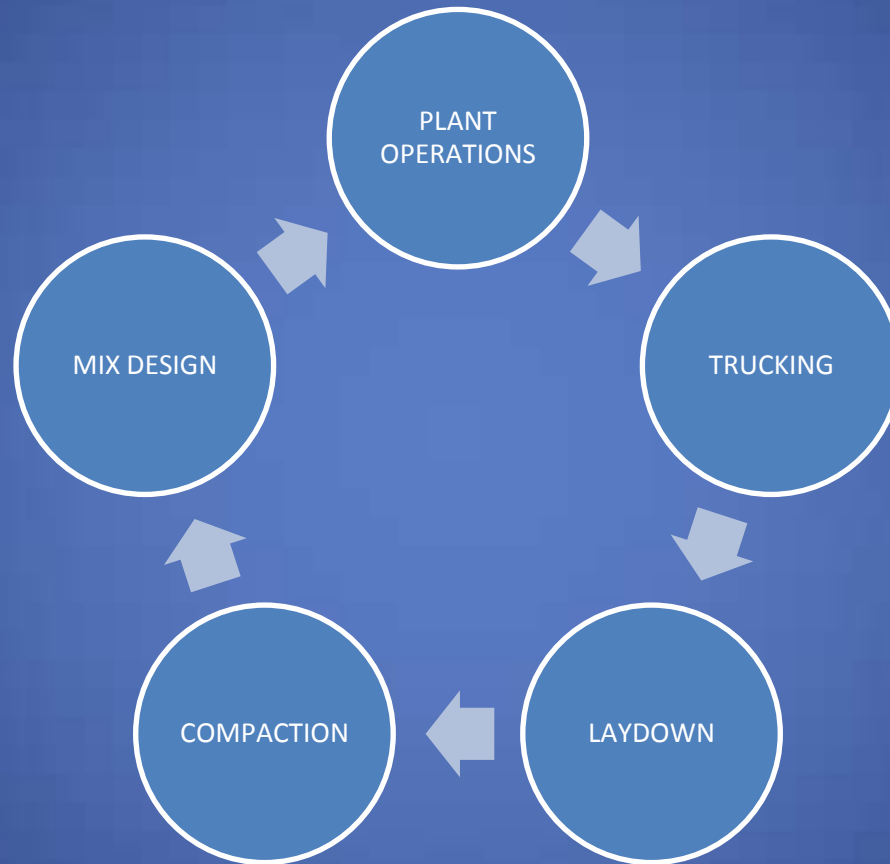 PLANT
OPERATIONS
TRUCKING
LAYDOWN
COMPACTION
MIX DESIGN